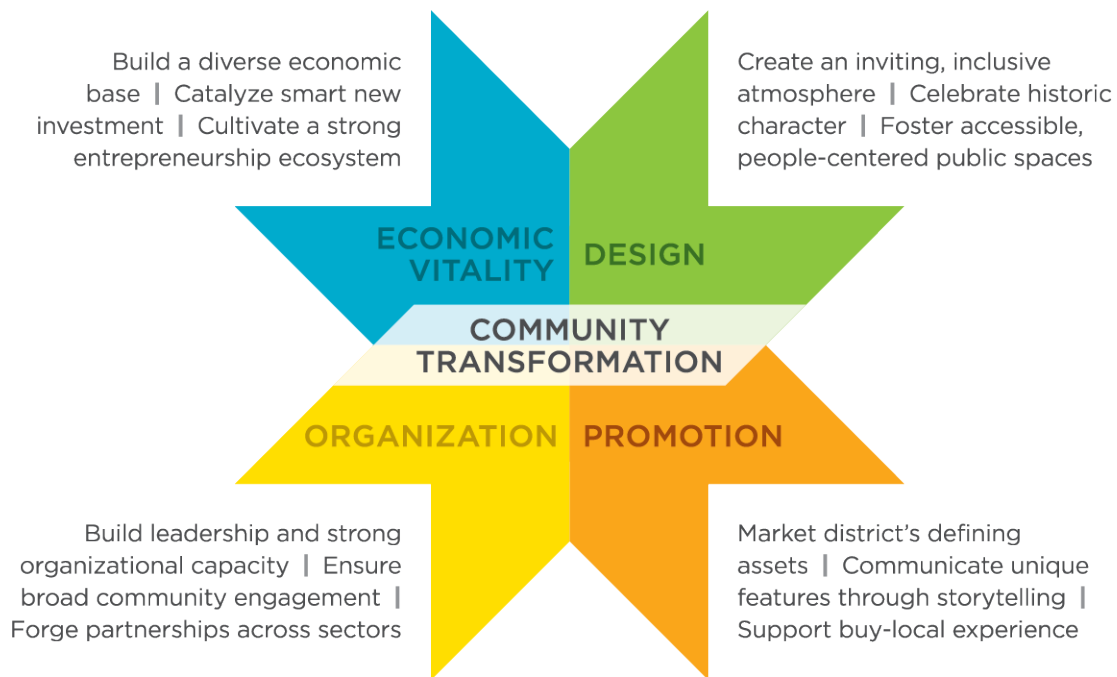 Build a diverse economic
base | Catalyze smart new
investment | Cultivate a strong
entrepreneurship ecosystem
Create an inviting, inclusive
atmosphere | Celebrate historic
character | Foster accessible,
people-centered public spaces
ECONOMIC
VITALITY
DESIGN
COMMUNITY
TRANSFORMATION
ORGANIZATION
PROMOTION
Build leadership and strong
organizational capacity | Ensure
broad community engagement |
Forge partnerships across sectors
Market district’s defining
assets | Communicate unique
features through storytelling |
Support buy-local experience